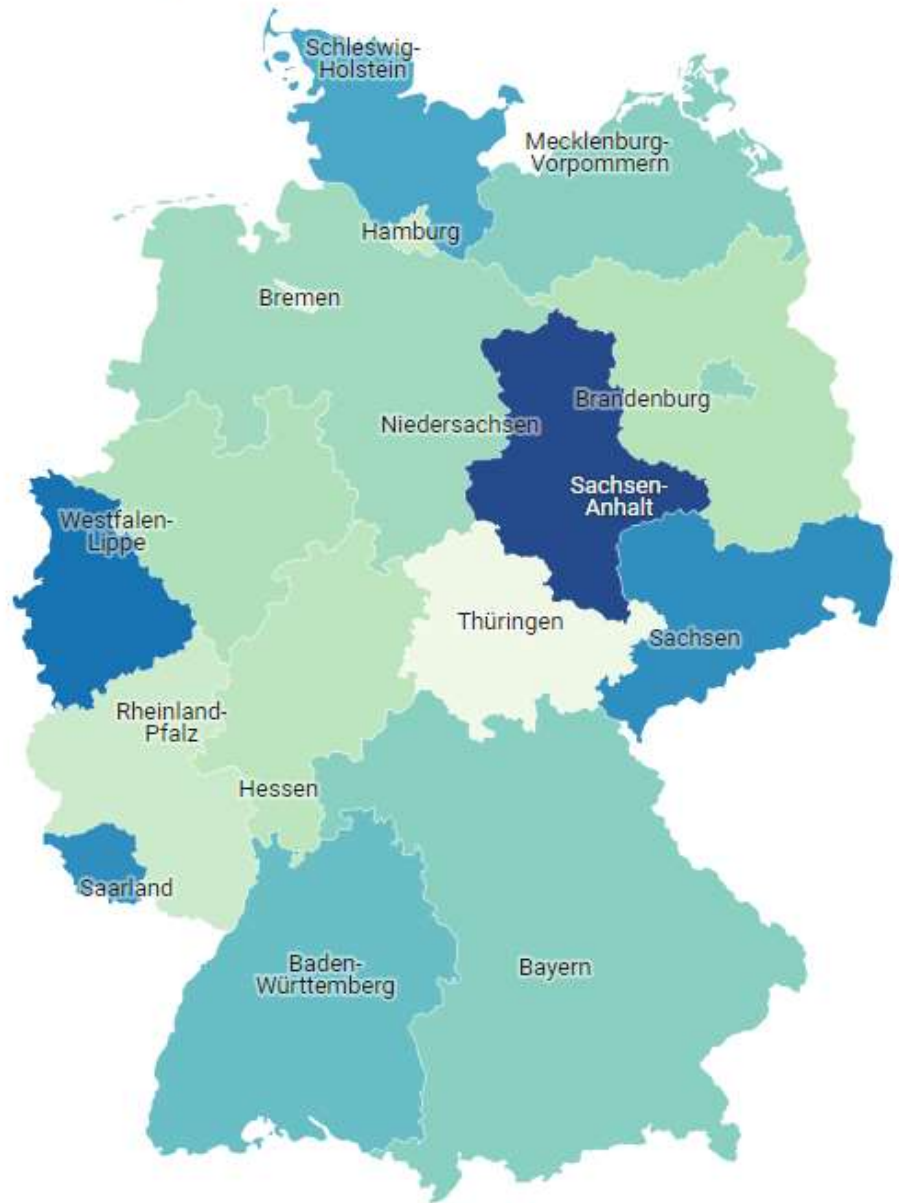 Schleswig-
Holstein
Mecklenburg-
Vorpommern
Hamburg
Bremen
Brandenburg
Niedersachsen
Sachsen-
Anhalt
Westfalen-
Lippe
Thüringen
Sachsen
Rheinland-
Pfalz
Hessen
Saarland
Baden-
Württemberg
Bayern